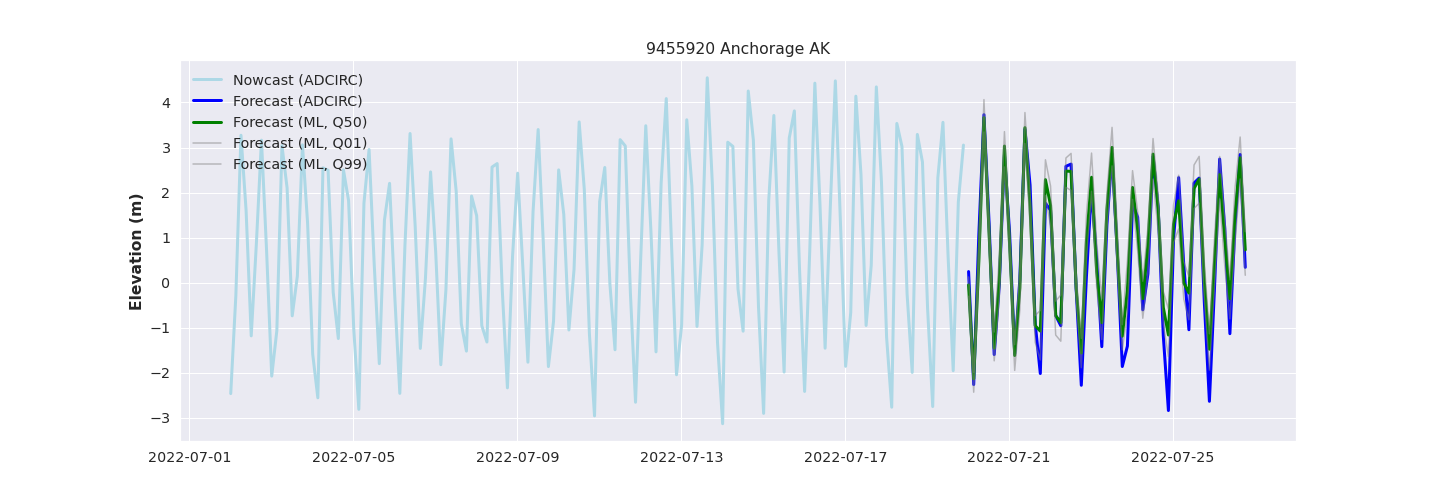 9455920 Anchorage AK
Nowcast (ADCIRC)
Forecast (ADCIRC)
Forecast (ML, Q50)
Forecast (ML, Q01)
Forecast (ML, Q99)
Elevation (m)
4
3
2
1
0
−1
−2
−3
2022-07-01
2022-07-05
2022-07-09
2022-07-13
2022-07-17
2022-07-21
2022-07-25